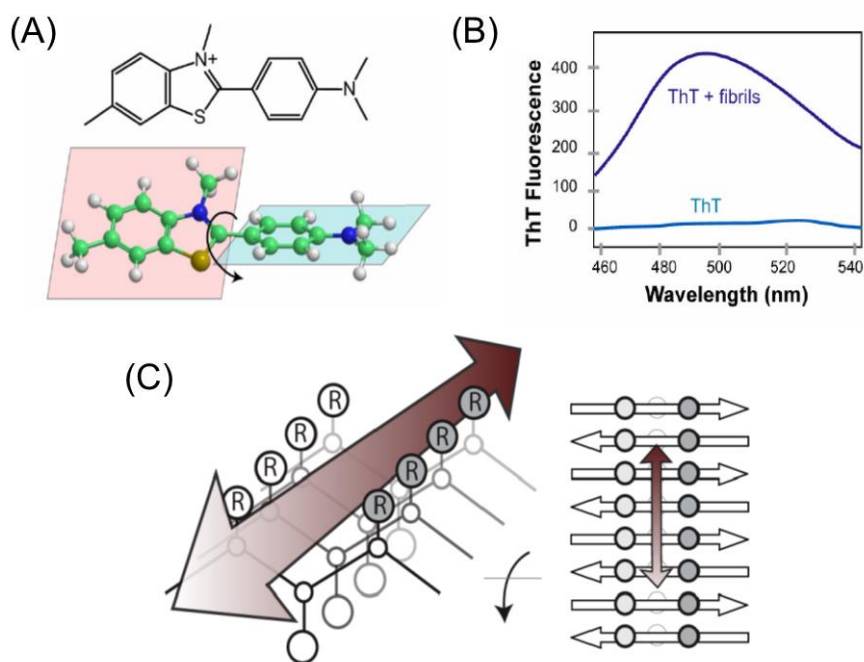 (A)
N+
S
N
(B)
ThT Fluorescence
400
300
200
100
0
ThT + fibrils
ThT
460
480
500
520
540
Wavelength (nm)
(C)
R
R
R
R
R
R
R
R